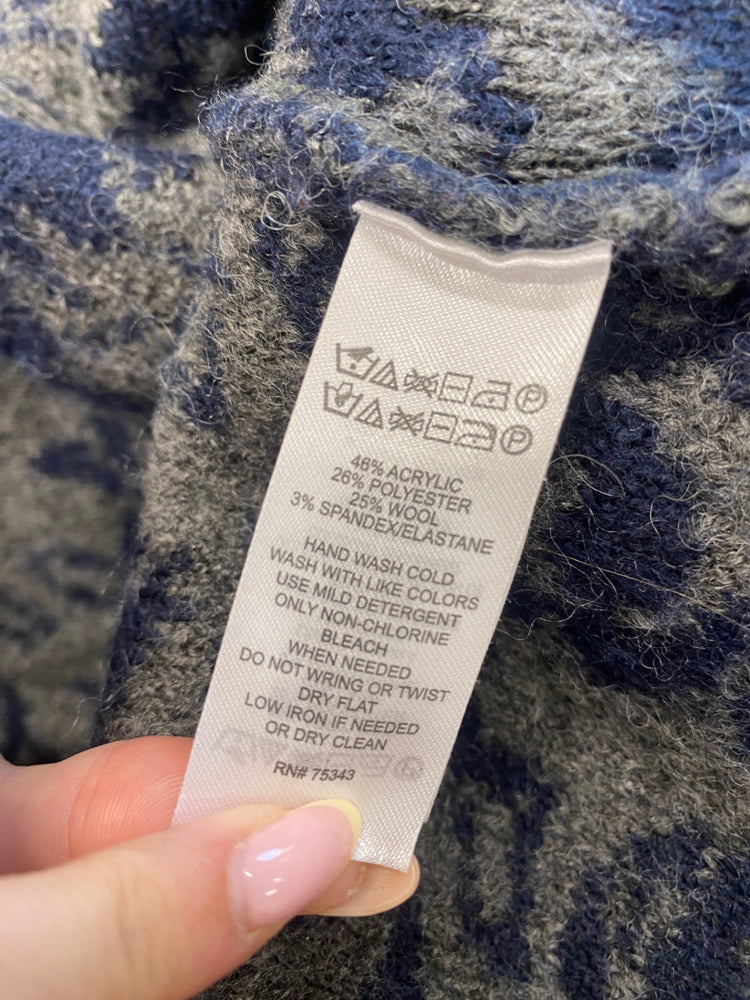 P
P
46% ACRYLIC
26% POLYESTER
25% WOOL
3% SPANDEX/ELASTANE
HAND WASH COLD
WASH WITH LIKE COLORS
USE MILD DETERGENT
ONLY NON-CHLORINE
BLEACH
WHEN NEEDED
DO NOT WRING OR TWIST
DRY FLAT
LOW IRON IF NEEDED
OR DRY CLEAN
RN# 75343